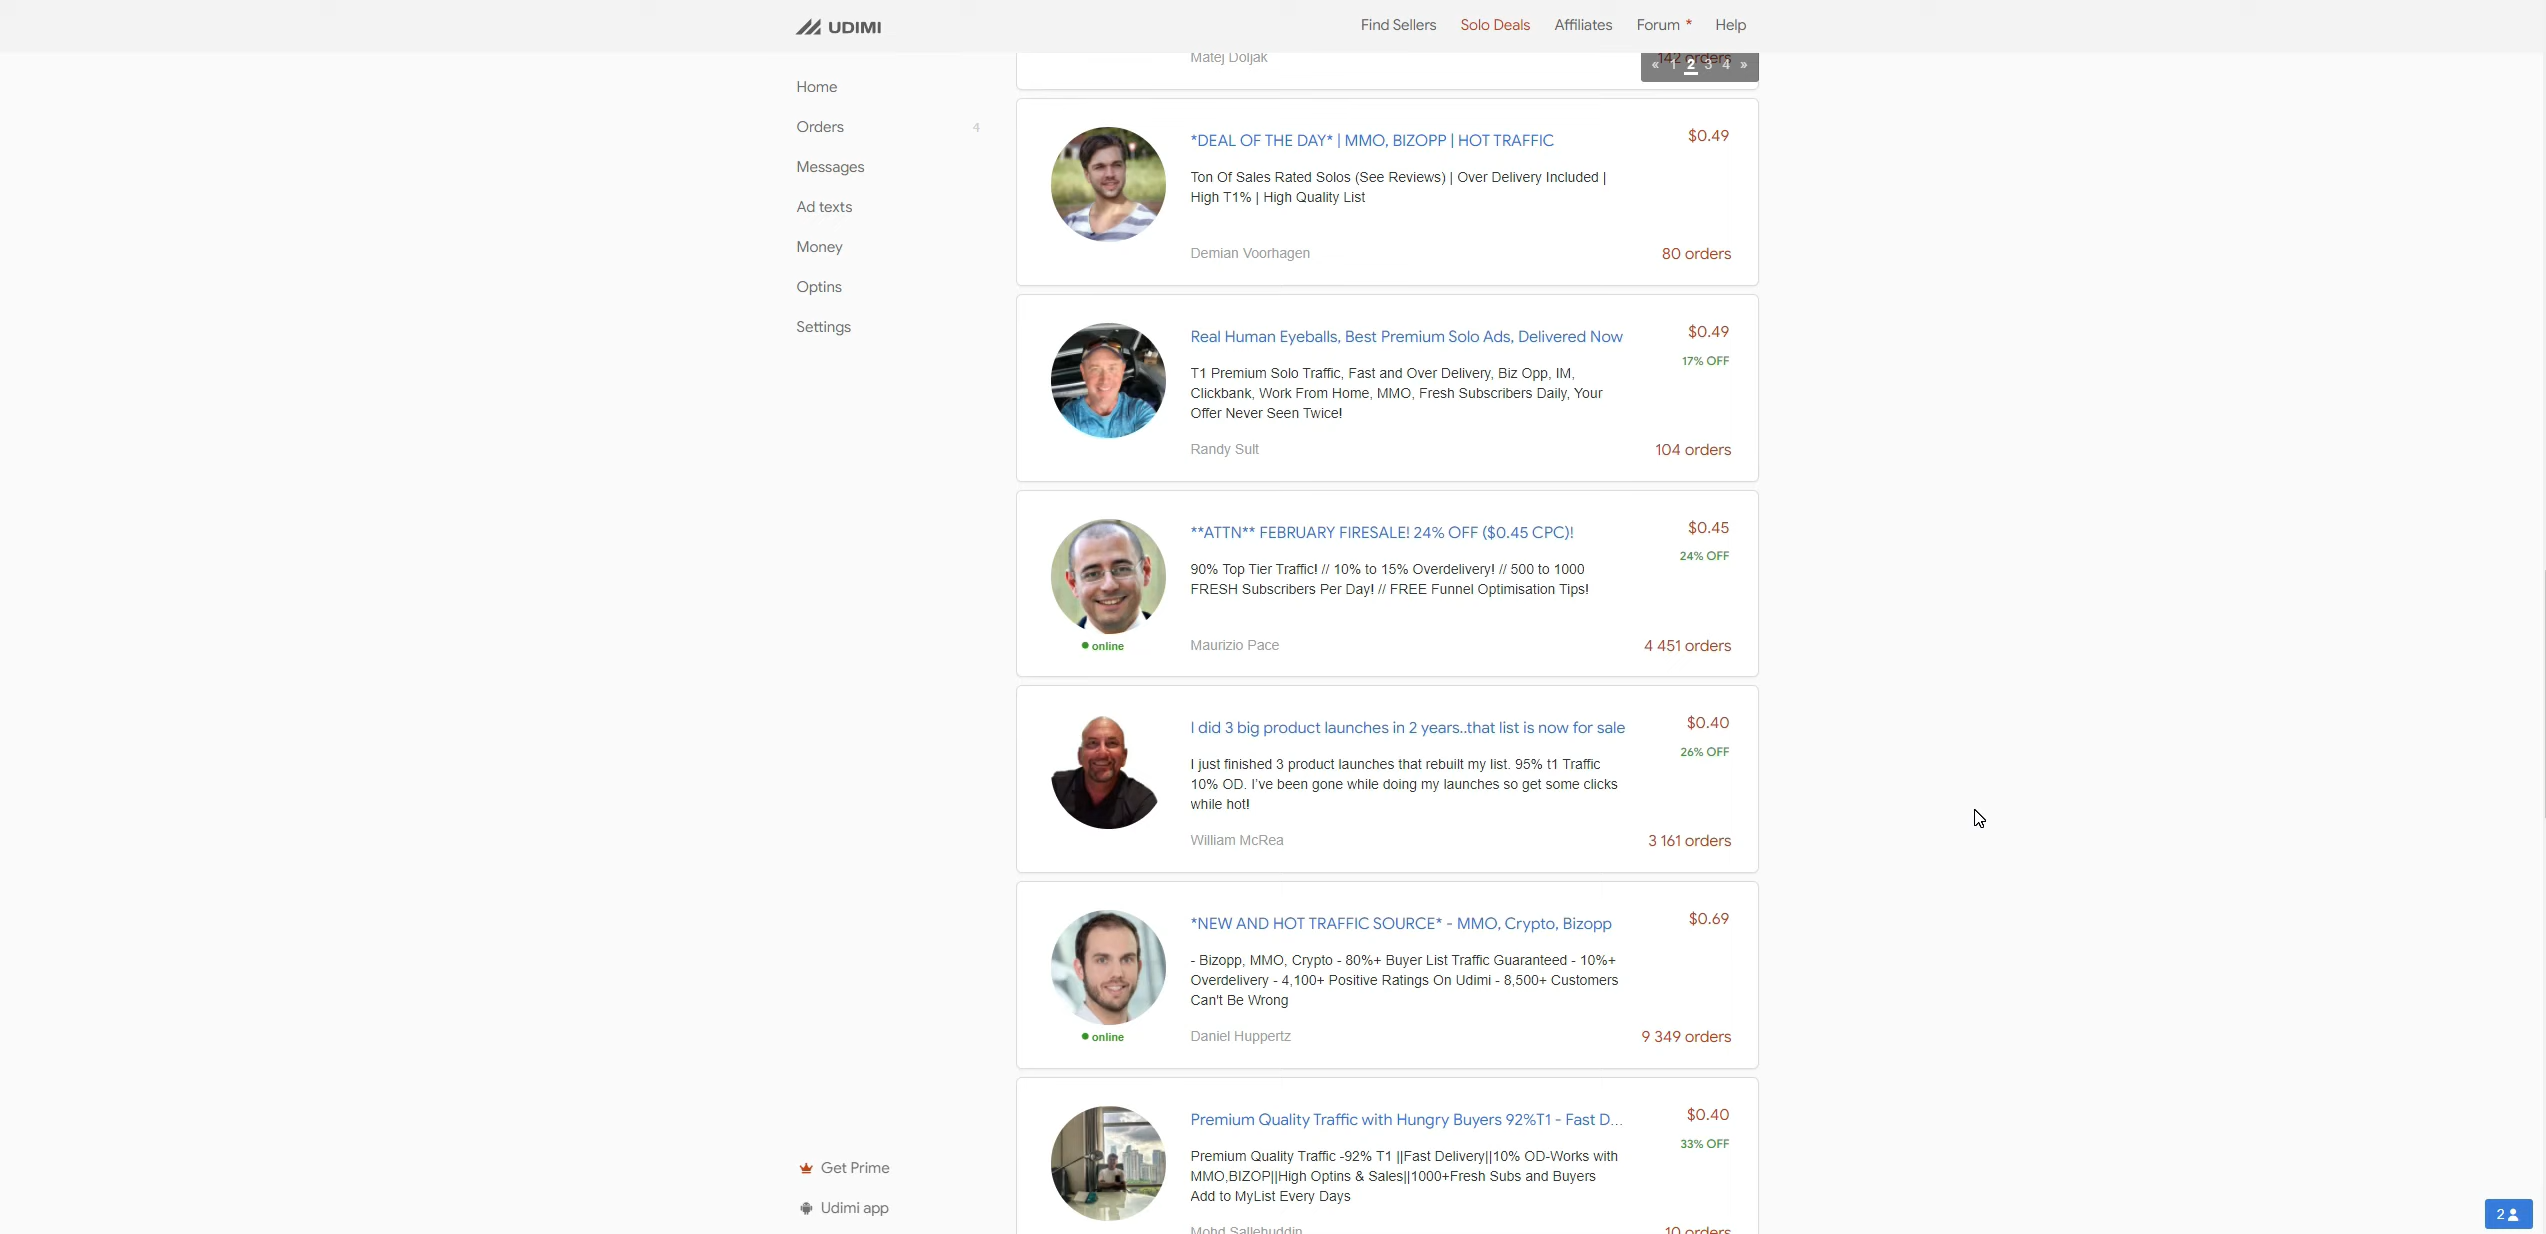 UDIMI
Find Sellers
Solo Deals
Affiliates
Forum *
Help
Home
Orders 4
Messages
Ad texts
Money
Optins
Settings
Get Prime
Udimi app
Matej Doljak
142 orders
« 1 2 3 4 »
*DEAL OF THE DAY* | MMO, BIZOPP | HOT TRAFFIC
$0.49
Ton Of Sales Rated Solos (See Reviews) | Over Delivery Included |
High T1% | High Quality List
Demian Voorhagen
80 orders
Real Human Eyeballs, Best Premium Solo Ads, Delivered Now
$0.49
17% OFF
T1 Premium Solo Traffic, Fast and Over Delivery, Biz Opp, IM,
Clickbank, Work From Home, MMO, Fresh Subscribers Daily, Your
Offer Never Seen Twice!
Randy Sult
104 orders
**ATTN** FEBRUARY FIRESALE! 24% OFF ($0.45 CPC)!
$0.45
24% OFF
90% Top Tier Traffic! // 10% to 15% Overdelivery! // 500 to 1000
FRESH Subscribers Per Day! // FREE Funnel Optimisation Tips!
online
Maurizio Pace
4 451 orders
I did 3 big product launches in 2 years..that list is now for sale
$0.40
26% OFF
I just finished 3 product launches that rebuilt my list. 95% t1 Traffic
10% OD. I've been gone while doing my launches so get some clicks
while hot!
William McRea
3 161 orders
*NEW AND HOT TRAFFIC SOURCE* - MMO, Crypto, Bizopp
$0.69
- Bizopp, MMO, Crypto - 80%+ Buyer List Traffic Guaranteed - 10%+
Overdelivery - 4,100+ Positive Ratings On Udimi - 8,500+ Customers
Can't Be Wrong
online
Daniel Huppertz
9 349 orders
Premium Quality Traffic with Hungry Buyers 92%T1 - Fast D...
$0.40
33% OFF
Premium Quality Traffic -92% T1 ||Fast Delivery||10% OD-Works with
MMO,BIZOP||High Optins & Sales||1000+Fresh Subs and Buyers
Add to MyList Every Days
Mohd Sallehuddin
10 orders
2